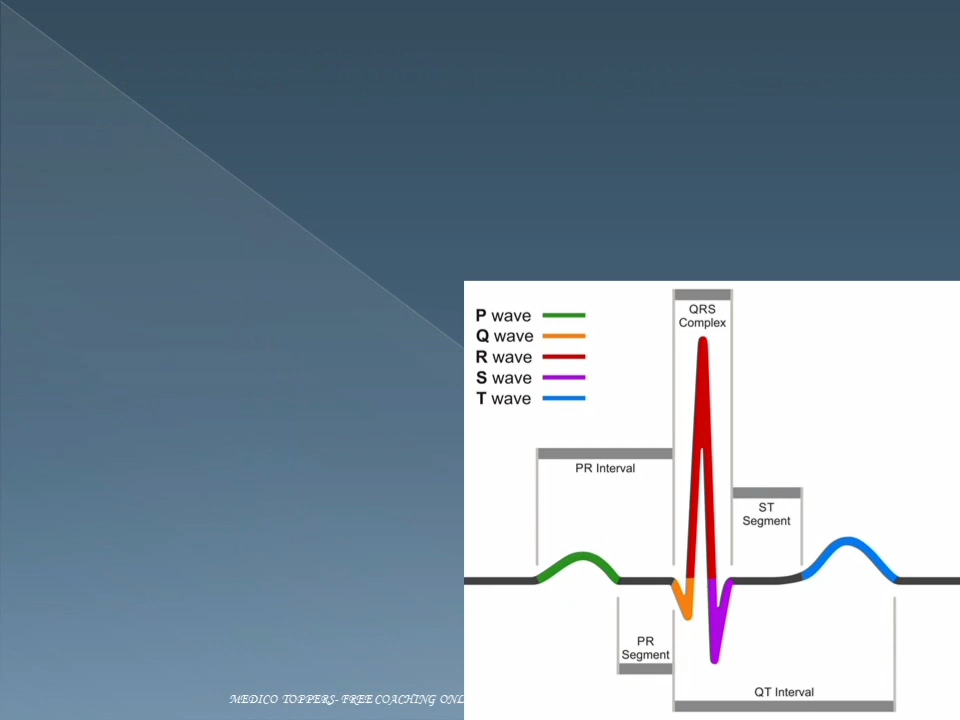 QRS
Complex
P wave
Q wave
R wave
S wave
T wave
PR Interval
ST
Segment
PR
Segment
QT Interval
MEDICO TOPPERS- FREE COACHING ONL